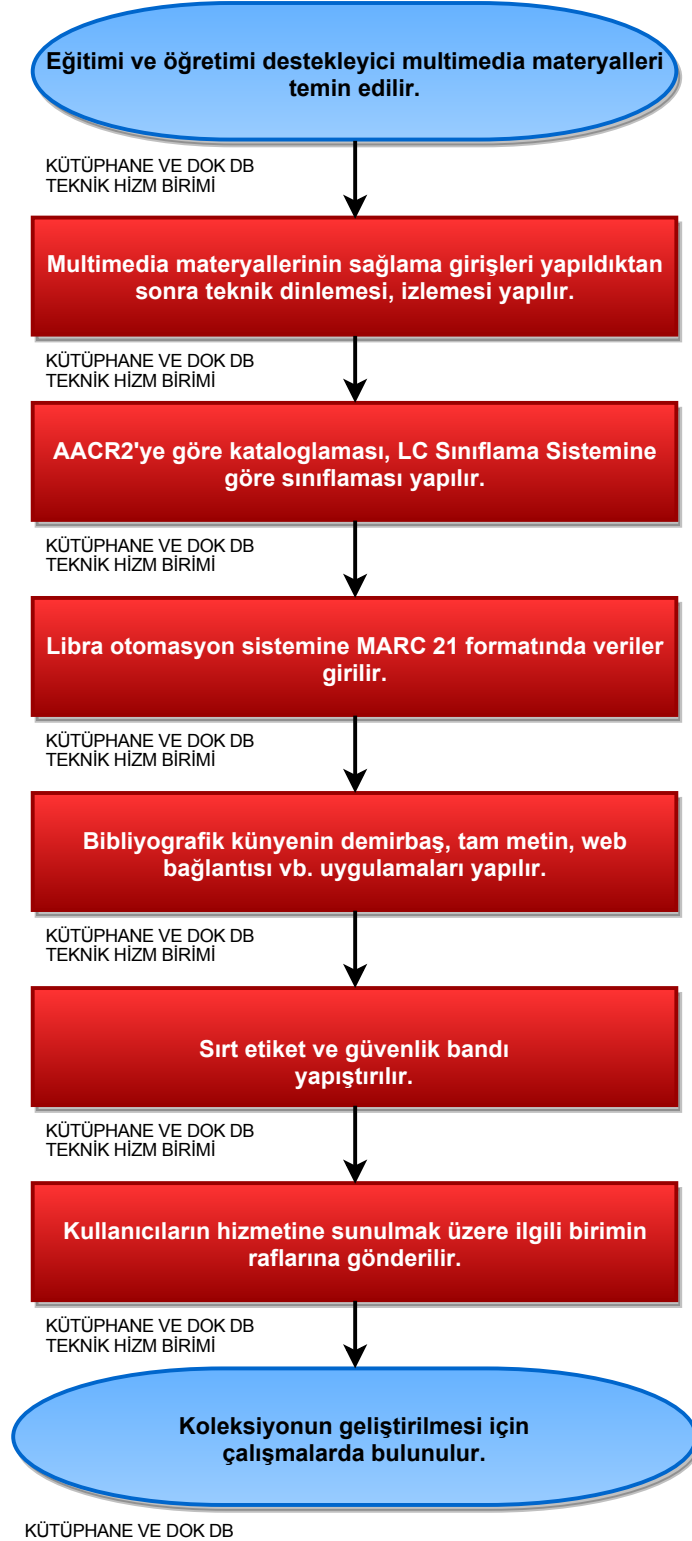 Eğitimi ve öğretimi destekleyici multimedia materyalleri
temin edilir.
KÜTÜPHANE VE DOK DB
TEKNİK HİZM BİRİMİ
Multimedia materyallerinin sağlama girişleri yapıldıktan
sonra teknik dinlemesi, izlemesi yapılır.
KÜTÜPHANE VE DOK DB
TEKNİK HİZM BİRİMİ
AACR2'ye göre kataloglaması, LC Sınıflama Sistemine
göre sınıflaması yapılır.
KÜTÜPHANE VE DOK DB
TEKNİK HİZM BİRİMİ
Libra otomasyon sistemine MARC 21 formatında veriler
girilir.
KÜTÜPHANE VE DOK DB
TEKNİK HİZM BİRİMİ
Bibliyografik künyenin demirbaş, tam metin, web
bağlantısı vb. uygulamaları yapılır.
KÜTÜPHANE VE DOK DB
TEKNİK HİZM BİRİMİ
Sırt etiket ve güvenlik bandı
yapıştırılır.
KÜTÜPHANE VE DOK DB
TEKNİK HİZM BİRİMİ
Kullanıcıların hizmetine sunulmak üzere ilgili birimin
raflarına gönderilir.
KÜTÜPHANE VE DOK DB
TEKNİK HİZM BİRİMİ
Koleksiyonun geliştirilmesi için
çalışmalarda bulunulur.
KÜTÜPHANE VE DOK DB